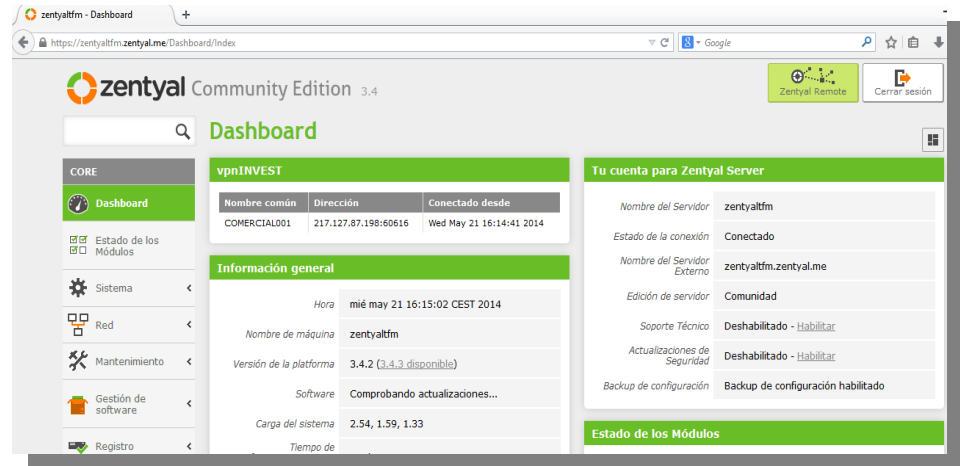 zentyaltfm - Dashboard
https://zentyaltfm.zentyal.me/Dashboard/Index
Google
zentyal Community Edition 3.4
Zentyal Remote
Cerrar sesión
Dashboard
CORE
Dashboard
Estado de los
Módulos
Sistema
Red
Mantenimiento
Gestión de
software
Registro
vpnINVEST
Nombre común Dirección Conectado desde
COMERCIAL001 217.127.87.198:60616 Wed May 21 16:14:41 2014
Información general
Hora mié may 21 16:15:02 CEST 2014
Nombre de máquina zentyaltfm
Versión de la platforma 3.4.2 (3.4.3 disponible)
Software Comprobando actualizaciones...
Carga del sistema 2.54, 1.59, 1.33
Tiempo de
Tu cuenta para Zentyal Server
Nombre del Servidor zentyaltfm
Estado de la conexión Conectado
Nombre del Servidor
Externo zentyaltfm.zentyal.me
Edición de servidor Comunidad
Soporte Técnico Deshabilitado - Habilitar
Actualizaciones de
Seguridad Deshabilitado - Habilitar
Backup de configuración Backup de configuración habilitado
Estado de los Módulos